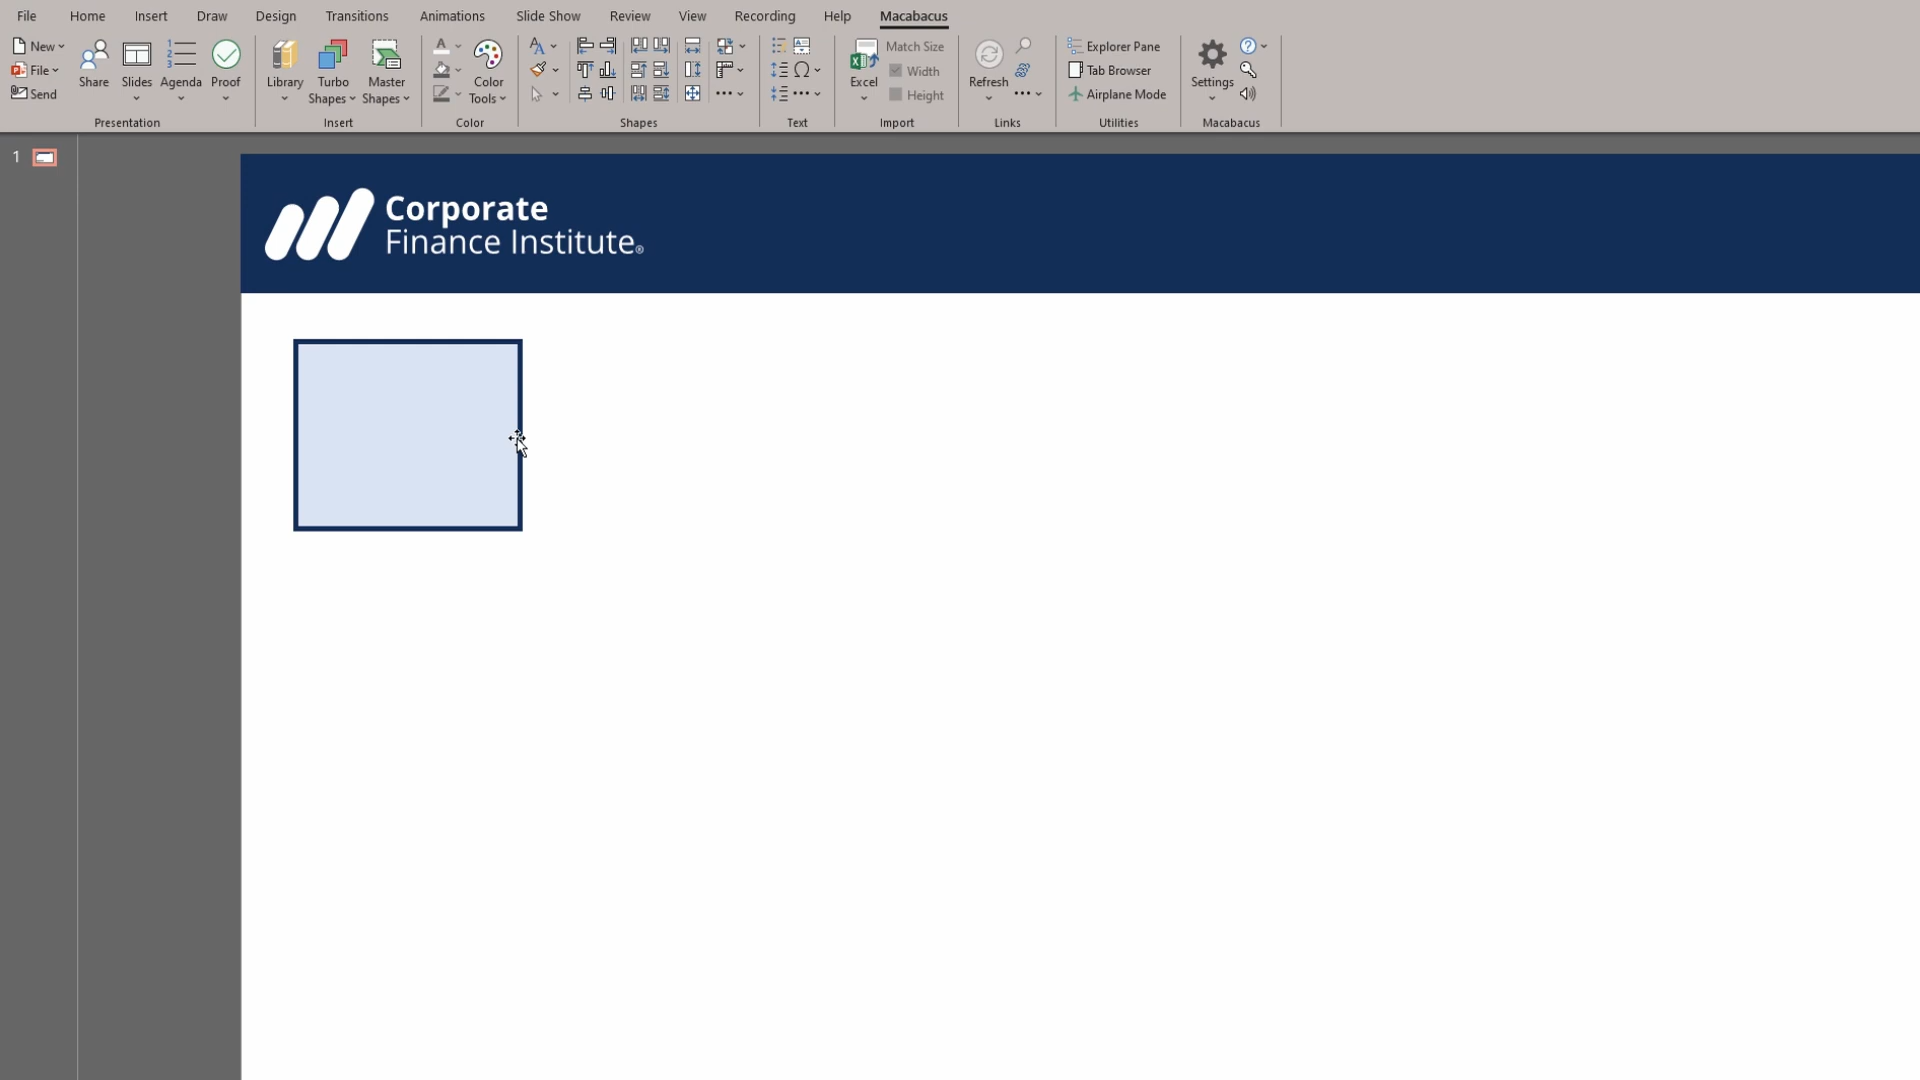 File Home Insert Draw Design Transitions Animations Slide Show Review View Recording Help Macabacus
New
File
Send
Share
Slides
Agenda
Proof
Presentation
Library
Turbo
Shapes
Master
Shapes
Insert
Color
Tools
Color
Shapes
Text
Excel
Match Size
Width
Height
Import
Refresh
Links
Explorer Pane
Tab Browser
Airplane Mode
Utilities
Settings
Macabacus
1
Corporate
Finance Institute®